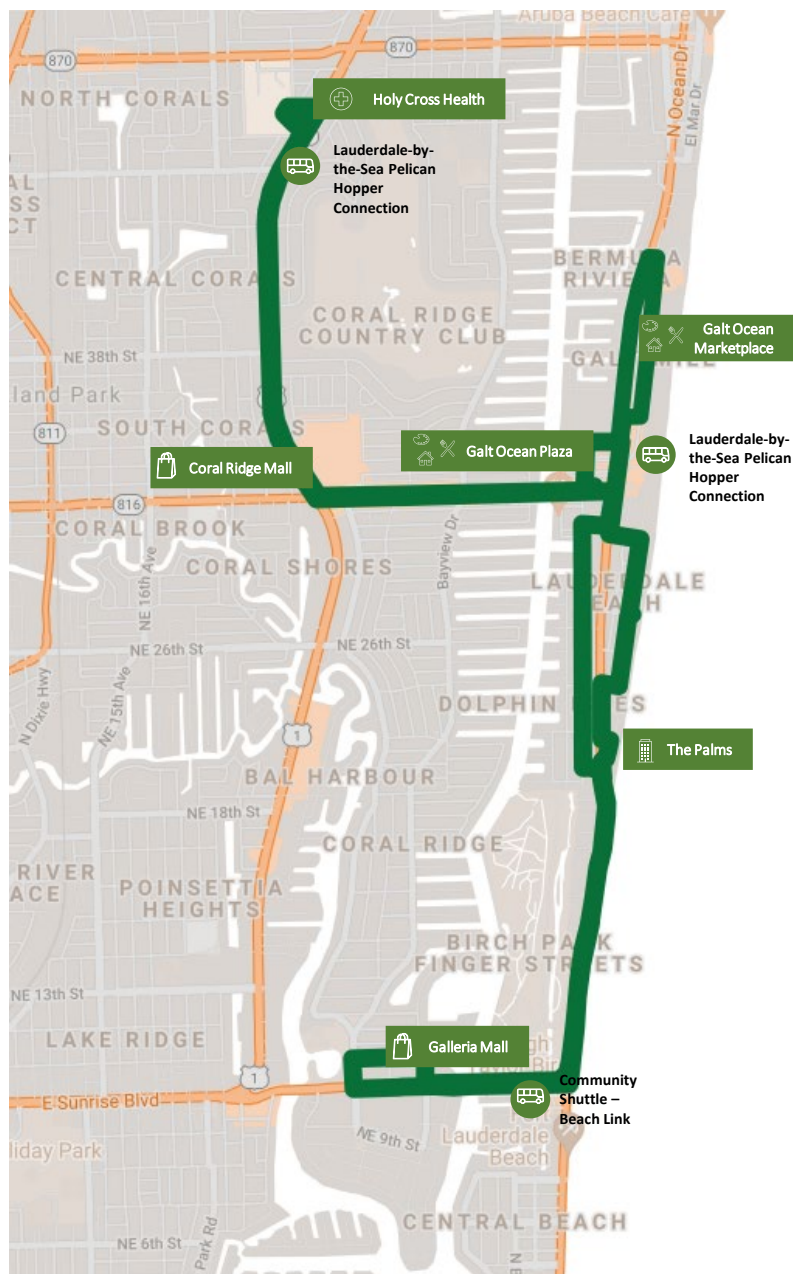 Aruba Beach Cafe
870
870
N Ocean Dr
El Mar Dr
NORTH CORALS
Holy Cross Health
Lauderdale-by-
the-Sea Pelican
Hopper
Connection
CENTRAL CORALS
BERMUDA
RIVIERA
CORAL RIDGE
COUNTRY CLUB
Galt Ocean
Marketplace
NE 38th St
land Park
SOUTH CORALS
811
Galt Ocean Plaza
Lauderdale-by-
the-Sea Pelican
Hopper
Connection
Coral Ridge Mall
816
CORAL BROOK
Bayview Dr
CORAL SHORES
LAUDERDALE
BEACH
NE 16th Ave
NE 26th St
NE 26th St
NE 15th Ave
N Dixie Hwy
DOLPHIN
The Palms
1
BAL HARBOUR
NE 18th St
CORAL RIDGE
RIVER
ACE
POINSETTIA
HEIGHTS
BIRCH PARK
FINGER STREETS
NE 13th St
LAKE RIDGE
Galleria Mall
1
E Sunrise Blvd
Community
Shuttle –
Beach Link
NE 9th St
Lauderdale
Beach
liday Park
CENTRAL BEACH
NE 6th St
Park Rd